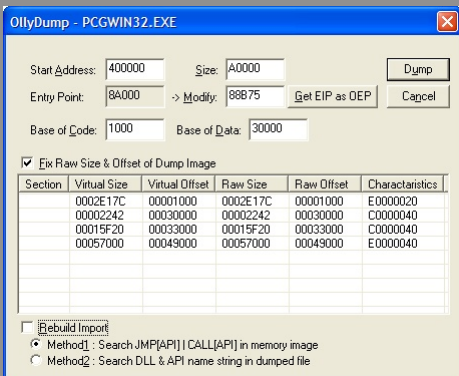 OllyDump - PCGWIN32.EXE
Start Address: 400000 Size: A0000 Dump
Entry Point: 8A000 -> Modify: 88B75 Get EIP as OEP Cancel
Base of Code: 1000 Base of Data: 30000
Fix Raw Size & Offset of Dump Image
Section Virtual Size Virtual Offset Raw Size Raw Offset Charactaristics
0002E17C 00001000 0002E17C 00001000 E0000020
00002242 00030000 00002242 00030000 C0000040
00015F20 00033000 00015F20 00033000 C0000040
00057000 00049000 00057000 00049000 E0000040
Rebuild Import
Method1 : Search JMP[API] | CALL[API] in memory image
Method2 : Search DLL & API name string in dumped file